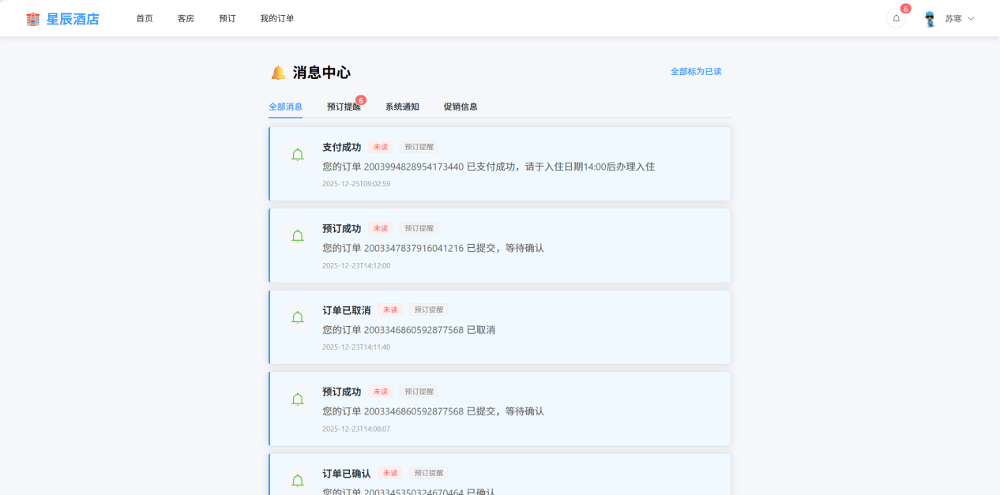 星辰酒店 首页 客房 预订 我的订单 6 苏寒
消息中心 全部标为已读
全部消息 预订提醒 6 系统通知 促销信息
支付成功 未读 预订提醒
您的订单 2003994828954173440 已支付成功，请于入住日期14:00后办理入住
2025-12-25T09:02:59
预订成功 未读 预订提醒
您的订单 2003347837916041216 已提交，等待确认
2025-12-23T14:12:00
订单已取消 未读 预订提醒
您的订单 2003346860592877568 已取消
2025-12-23T14:11:40
预订成功 未读 预订提醒
您的订单 2003346860592877568 已提交，等待确认
2025-12-23T14:08:07
订单已确认 未读 预订提醒
您的订单 2003345350324670464 已确认